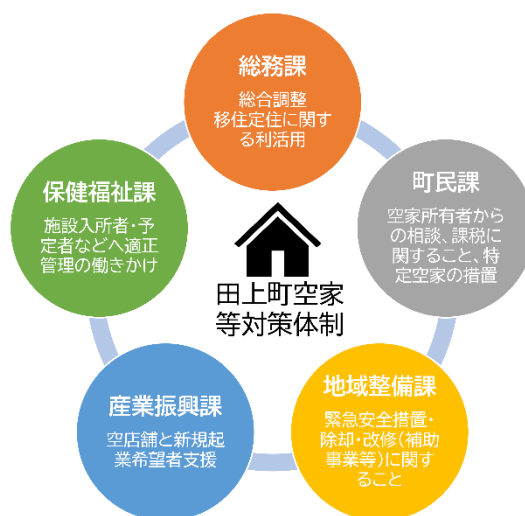 総務課
総合調整
移住定住に関す
る利活用
町民課
空家所有者から
の相談、課税に
関すること、特
定空家の措置
地域整備課
緊急安全措置・
除却・改修(補助
事業等)に関す
ること
産業振興課
空店舗と新規起
業希望者支援
保健福祉課
施設入所者・予
定者などへ適正
管理の働きかけ
田上町空家
等対策体制